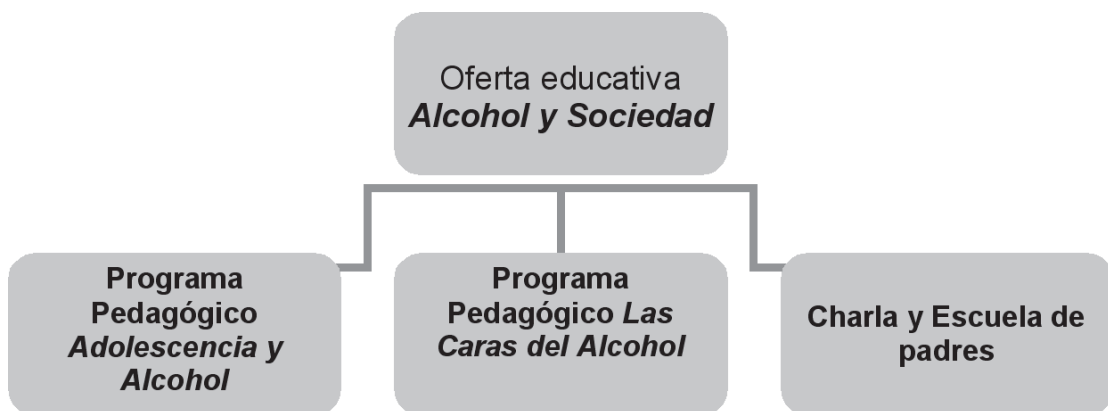 Oferta educativa
Alcohol y Sociedad
Programa
Pedagógico
Adolescencia y
Alcohol
Programa
Pedagógico Las
Caras del Alcohol
Charla y Escuela de
padres